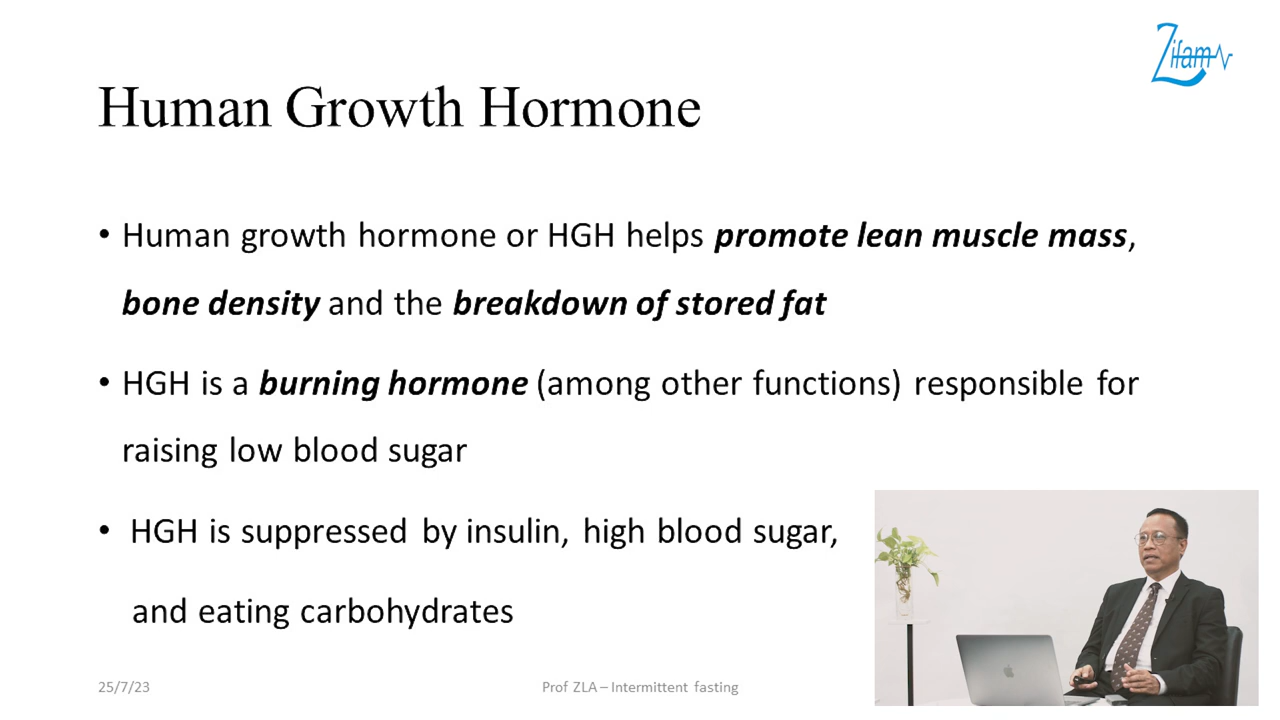 Zifam
Human Growth Hormone
• Human growth hormone or HGH helps promote lean muscle mass,
bone density and the breakdown of stored fat
• HGH is a burning hormone (among other functions) responsible for
raising low blood sugar
• HGH is suppressed by insulin, high blood sugar,
and eating carbohydrates
25/7/23
Prof ZLA – Intermittent fasting